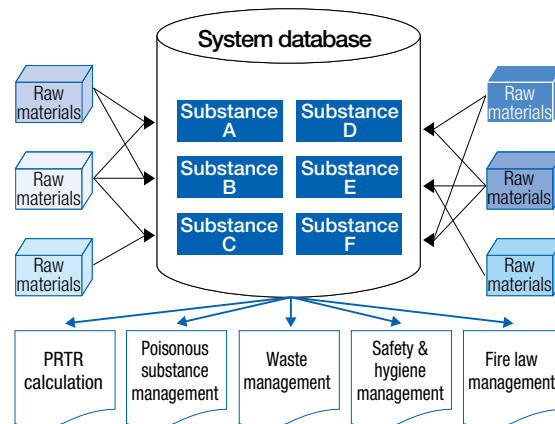 System database
Raw
materials
Raw
materials
Raw
materials
Substance
A
Substance
D
Substance
B
Substance
E
Substance
C
Substance
F
Raw
materials
Raw
materials
Raw
materials
PRTR
calculation
Poisonous
substance
management
Waste
management
Safety &
hygiene
management
Fire law
management